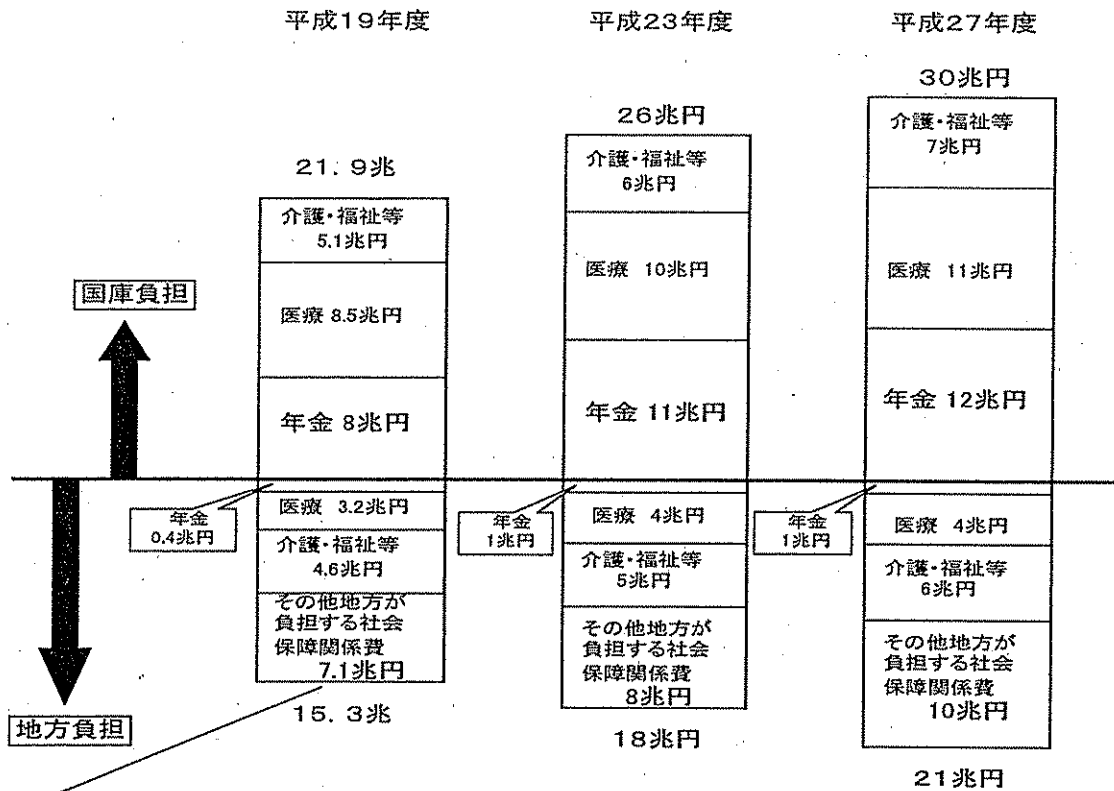 平成19年度
平成23年度
平成27年度
21.9兆
介護・福祉等
5.1兆円
医療 8.5兆円
年金 8兆円
26兆円
介護・福祉等
6兆円
医療 10兆円
年金 11兆円
30兆円
介護・福祉等
7兆円
医療 11兆円
年金 12兆円
国庫負担
地方負担
年金
0.4兆円
医療 3.2兆円
介護・福祉等
4.6兆円
その他地方が
負担する社会
保障関係費
7.1兆円
15.3兆
年金
1兆円
医療 4兆円
介護・福祉等
5兆円
その他地方が
負担する社会
保障関係費
8兆円
18兆円
年金
1兆円
医療 4兆円
介護・福祉等
6兆円
その他地方が
負担する社会
保障関係費
10兆円
21兆円